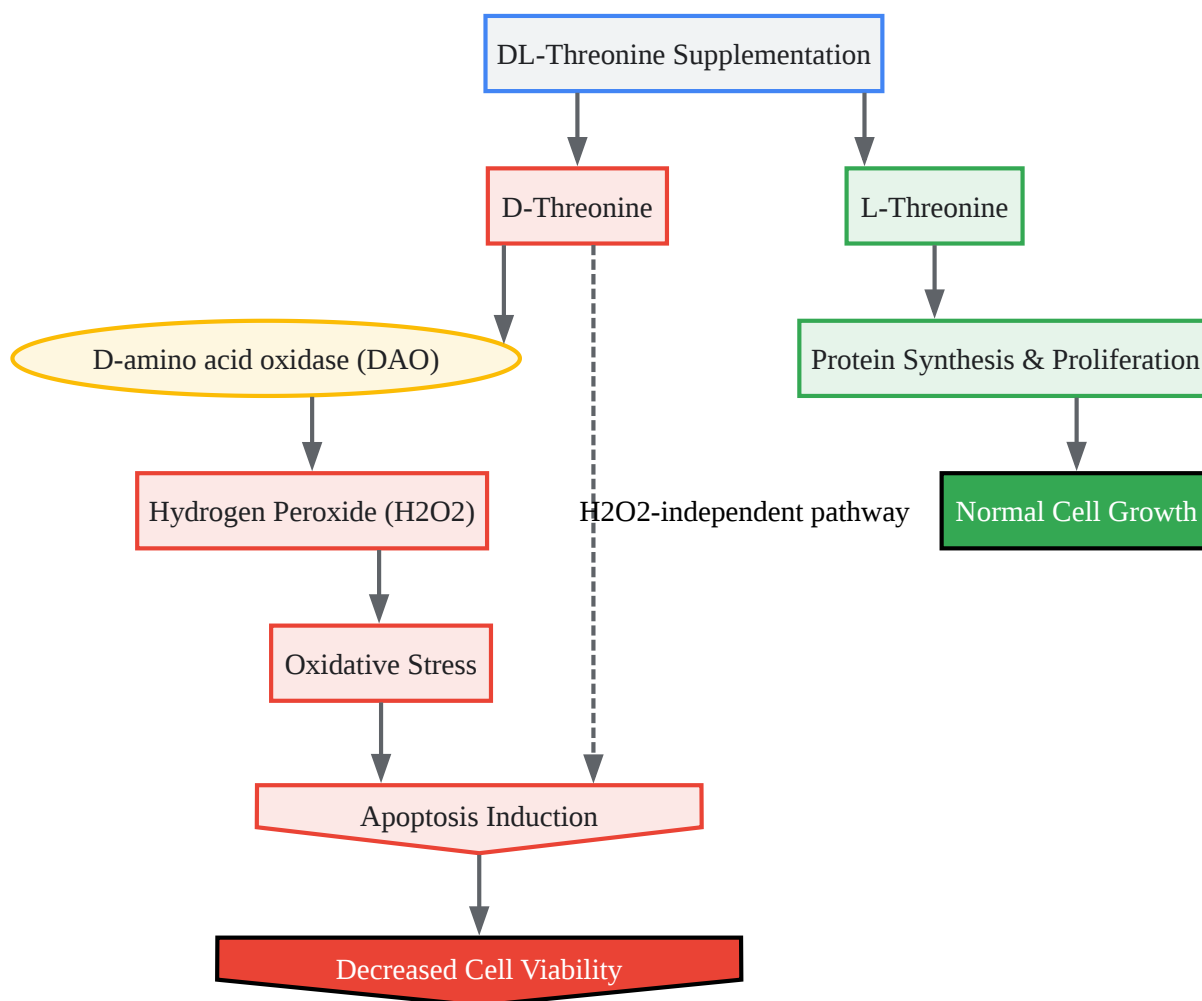 DL-Threonine Supplementation
D-Threonine
L-Threonine
D-amino acid oxidase (DAO)
Protein Synthesis & Proliferation
Hydrogen Peroxide (H2O2)
H2O2-independent pathway
Normal Cell Growth
Oxidative Stress
Apoptosis Induction
Decreased Cell Viability